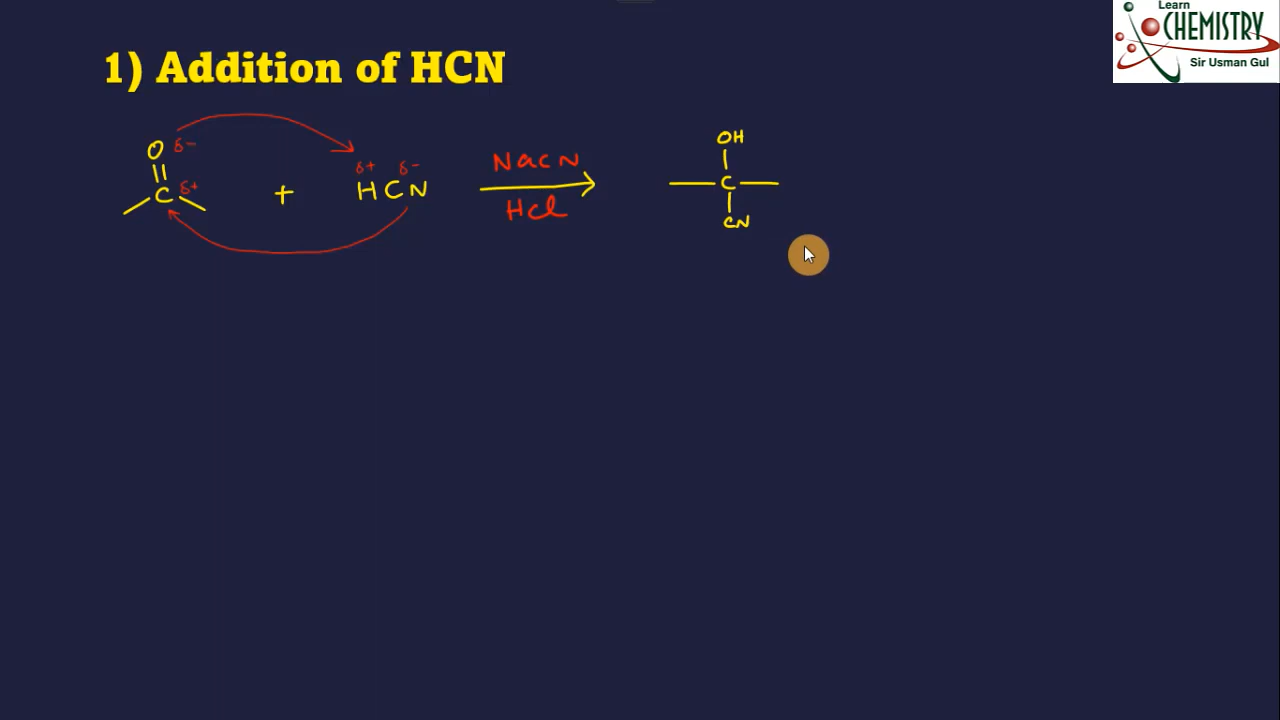 Learn
CHEMISTRY
Sir Usman Gul
1) Addition of HCN
O δ-
C δ+
+
δ+ δ-
HCN
NaCN
HCl
OH
C
CN